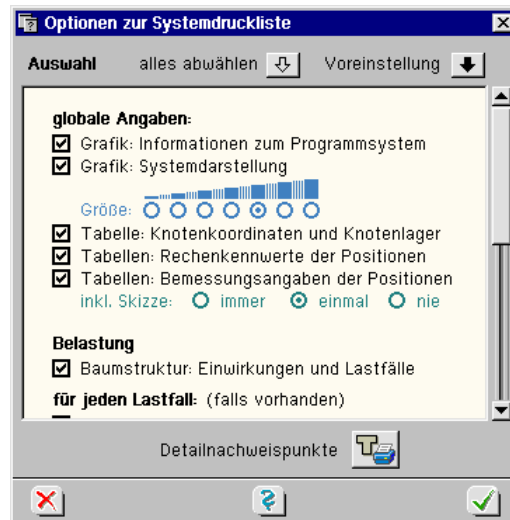 Optionen zur Systemdruckliste
Auswahl alles abwählen Voreinstellung
globale Angaben:
Grafik: Informationen zum Programmsystem
Grafik: Systemdarstellung
Größe:
Tabelle: Knotenkoordinaten und Knotenlager
Tabellen: Rechenkennwerte der Positionen
Tabellen: Bemessungsangaben der Positionen
inkl. Skizze: immer einmal nie
Belastung
Baumstruktur: Einwirkungen und Lastfälle
für jeden Lastfall: (falls vorhanden)
Detailnachweispunkte